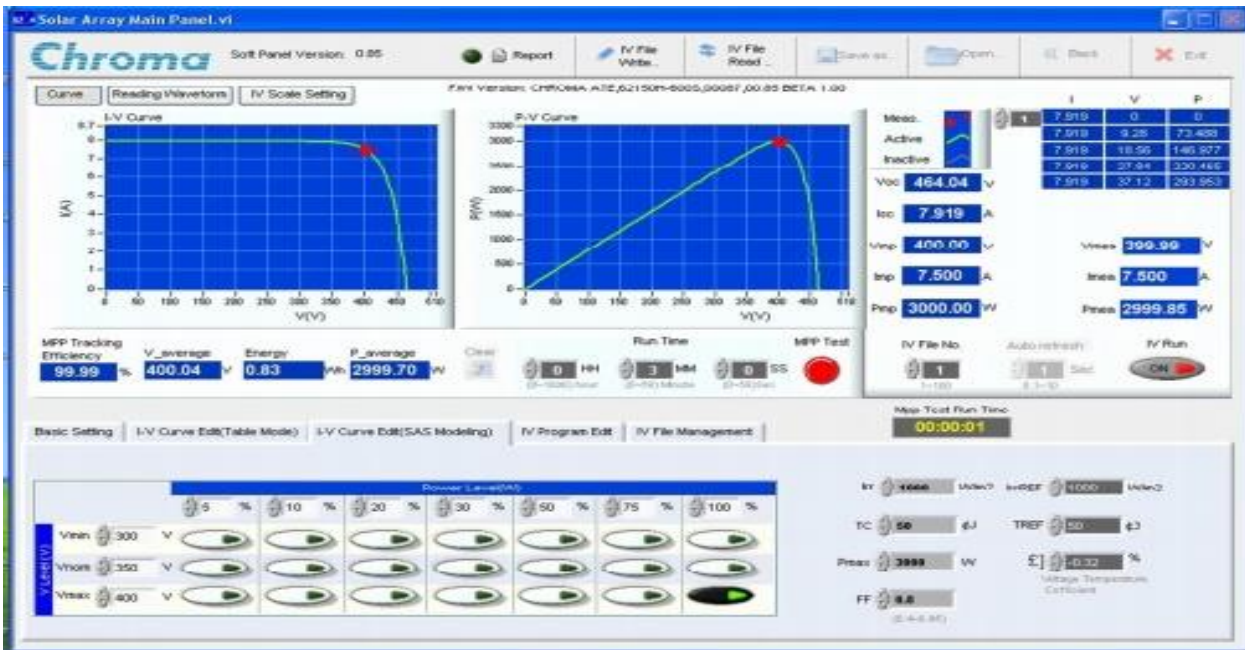 Solar Array Main Panel.vi
Chroma
Soft Panel Version: 0.85
Report
IV File Write..
IV File Read ..
Save as..
Open..
Back
Exit
Curve
Reading Waveform
IV Scale Setting
I-V Curve
P-V Curve
I(A)
V(V)
P(W)
V(V)
Meas.
Active
Inactive
1
I V P
7.919 0 0
7.919 9.28 73.488
7.919 18.56 146.977
7.919
7.919 37.12 293.953
Voc 464.04 V
Isc 7.919 A
Vmp 400.00 V
Vmea 399.99 V
Imp 7.500 A
Imea 7.500 A
Pmp 3000.00 W
Pmea 2999.85 W
MPP Tracking Efficiency
99.99 %
V_average
400.04 V
Energy
0.83 Wh
P_average
2999.70 W
Clear
Run Time
0 HH 3 MM 0 SS
MPP Test
IV File No.
1
1~100
Auto refresh
1 Sec
IV Run
ON
Mpp Test Run Time
00:00:01
Basic Setting
I-V Curve Edit(Table Mode)
I-V Curve Edit(SAS Modeling)
IV Program Edit
IV File Management
Power Level(W)
5 % 10 % 20 % 30 % 50 % 75 % 100 %
V Level(V)
Vmin 300 V
Vnom 350 V
Vmax 400 V
TC 50
TREF 50
Pmax
W
£] -0.32 %
Voltage Temperature
FF 0.8